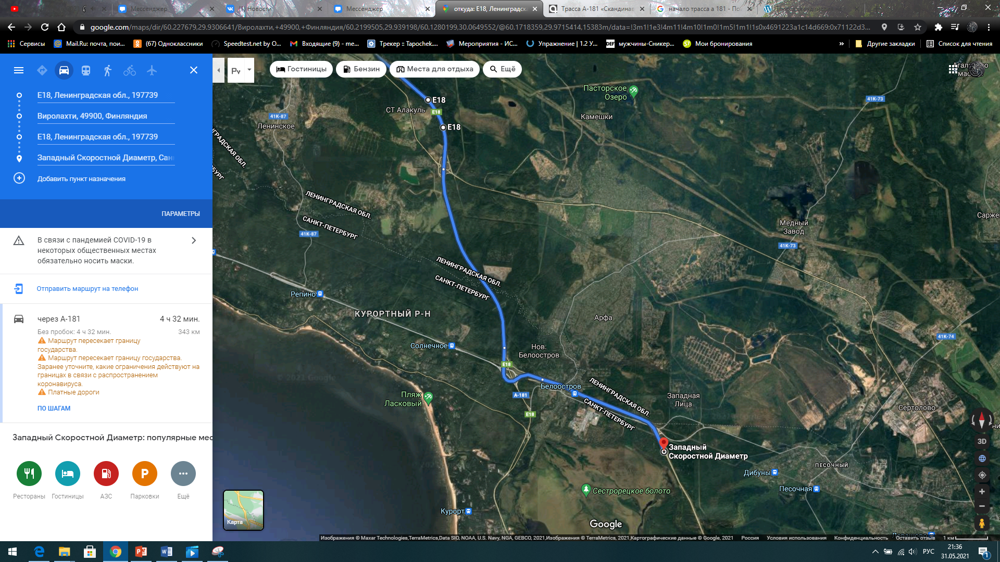 Мессенджер
(1) Новости
Мессенджер
откуда: E18, Ленинградска
Трасса А-181 «Скандинав
начало трасса а 181 - По
google.com/maps/dir/60.227679,29.9306641/Виролахти,+49900,+Финляндия/60.2199505,29.939198/60.1280199,30.0649552/@60.1718359,29.9715414,15383m/data=!3m1!1e3!4m11!4m10!1m0!1m5!1m1!1s0x4691223a1c14d669:0x71122d3...
Сервисы
Mail.Ru: почта, пои...
(67) Одноклассники
Speedtest.net by O...
Входящие (9) - me...
Трекер :: Tapochek....
Мероприятия - ИС...
Упражнение | 1.2 У...
DEF
мужчины-Сникер...
S7
Мои бронирования
»
Другие закладки
Список для чтения
E18, Ленинградская обл., 197739
Виролахти, 49900, Финляндия
E18, Ленинградская обл., 197739
Западный Скоростной Диаметр, Сан
Добавить пункт назначения
ПАРАМЕТРЫ
В связи с пандемией COVID-19 в
некоторых общественных местах
обязательно носить маски.
Отправить маршрут на телефон
через А-181
4 ч 32 мин.
Без пробок: 4 ч 32 мин.
343 км
Маршрут пересекает границу
государства.
Маршрут пересекает границу государства.
Заранее уточните, какие ограничения действуют на
границах в связи с распространением
коронавируса.
Платные дороги
ПО ШАГАМ
Западный Скоростной Диаметр: популярные мес
Рестораны
Гостиницы
АЗС
P
Парковки
Ещё
Гостиницы
Бензин
Места для отдыха
Ещё
E18
СТ Алакуль
E18
E18
41К-87
Ленинское
Пасторское
Озеро
Камешки
41К-73
ЛЕНИНГРАДСКАЯ ОБЛ.
САНКТ-ПЕТЕРБУРГ
41К-87
Медный
Завод
41К-73
Сарже
ЛЕНИНГРАДСКАЯ ОБЛ.
САНКТ-ПЕТЕРБУРГ
Репино
КУРОРТНЫЙ Р-Н
Арфа
41К-74
Солнечное
Нов.
Белоостров
E18
Белоостров
А-181
ЛЕНИНГРАДСКАЯ ОБЛ.
САНКТ-ПЕТЕРБУРГ
Западная
Лица
Пляж
Ласковый
E18
Сертолово
Западный
Скоростной Диаметр
ПЕСОЧНЫЙ
Дибуны
Песочная
Сестрорецкое болото
Курорт
Карта
3D
Google
Изображения © Maxar Technologies,TerraMetrics,Data SIO, NOAA, U.S. Navy, NGA, GEBCO, 2021,Изображения © TerraMetrics, 2021,Картографические данные © Google, 2021
Россия
Условия использования
Конфиденциальность
Оставить отзыв
1 км
РУС
21:36
31.05.2021
1